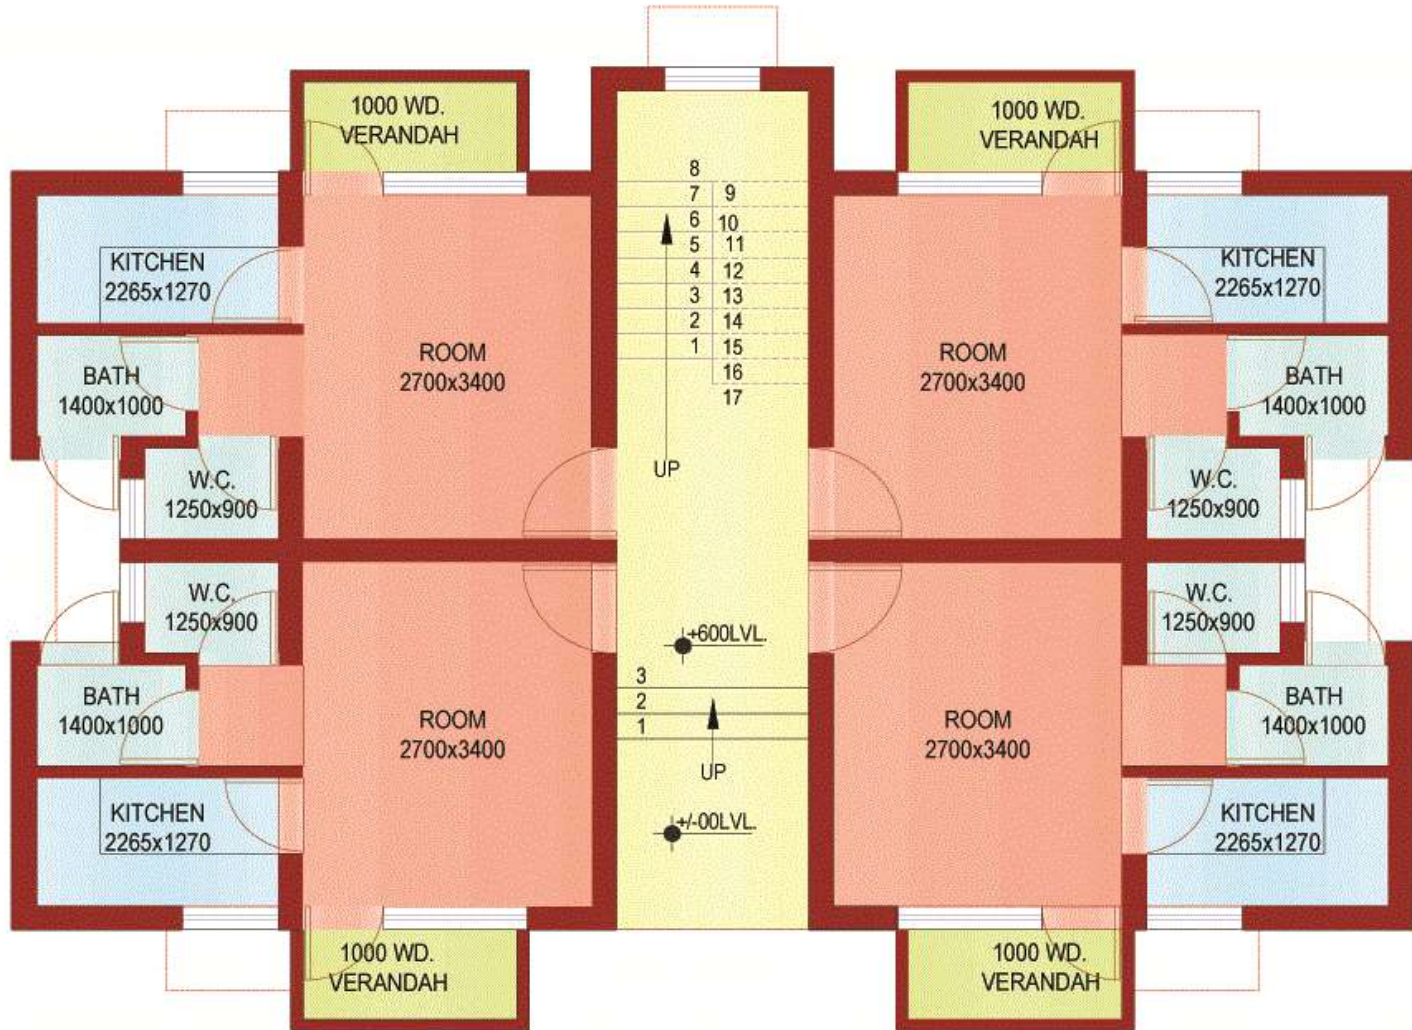 1000 WD.
VERANDAH
1000 WD.
VERANDAH
KITCHEN
2265x1270
BATH
1400x1000
W.C.
1250x900
ROOM
2700x3400
8
7
6
5
4
3
2
1
9
10
11
12
13
14
15
16
17
UP
ROOM
2700x3400
KITCHEN
2265x1270
BATH
1400x1000
W.C.
1250x900
W.C.
1250x900
BATH
1400x1000
KITCHEN
2265x1270
ROOM
2700x3400
+600LVL.
3
2
1
UP
+/-00LVL.
ROOM
2700x3400
W.C.
1250x900
BATH
1400x1000
KITCHEN
2265x1270
1000 WD.
VERANDAH
1000 WD.
VERANDAH